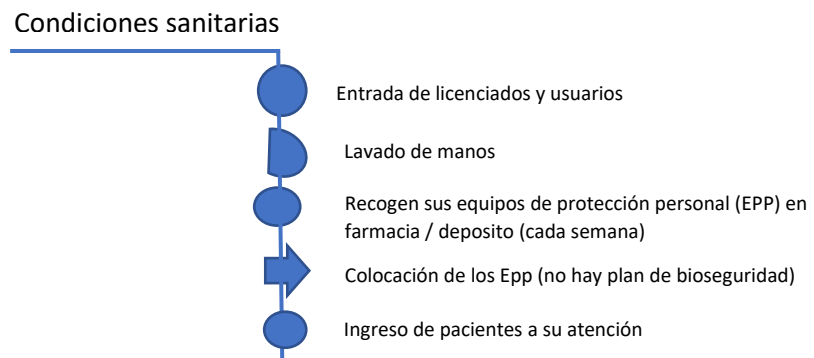 Condiciones sanitarias
Entrada de licenciados y usuarios
Lavado de manos
Recogen sus equipos de protección personal (EPP) en
farmacia / deposito (cada semana)
Colocación de los Epp (no hay plan de bioseguridad)
Ingreso de pacientes a su atención